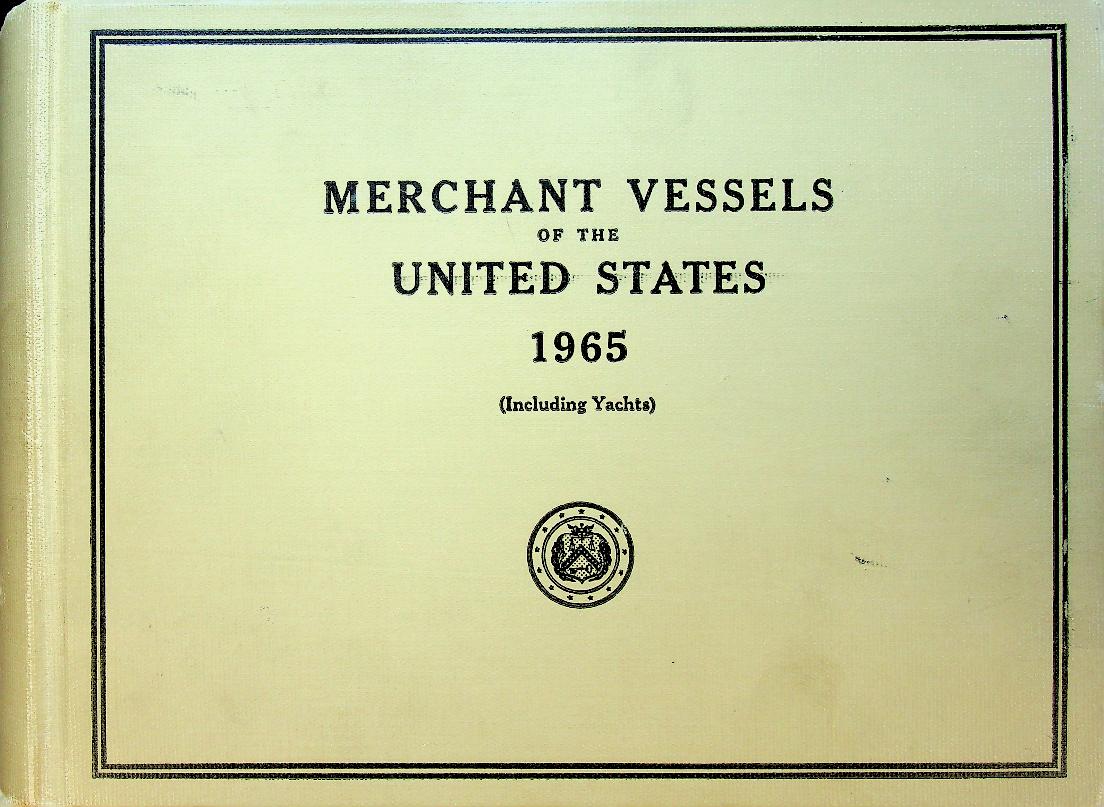 MERCHANT VESSELS
OF THE
UNITED STATES
1965
(Including Yachts)